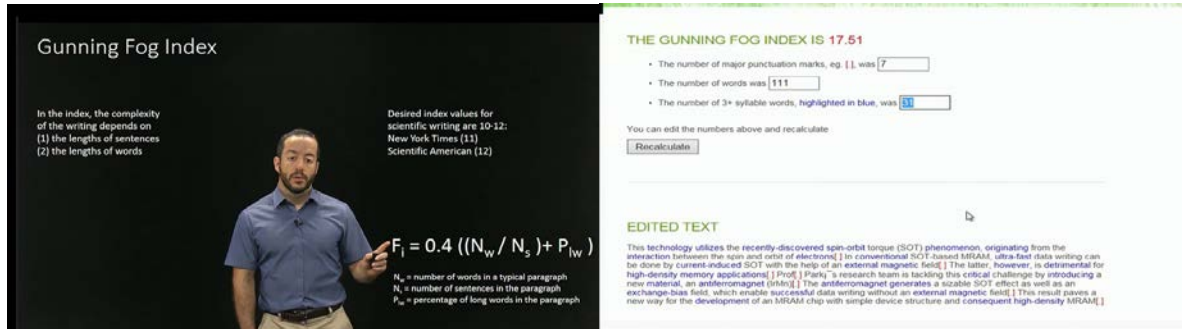 Gunning Fog Index
In the index, the complexity
of the writing depends on
(1) the lengths of sentences
(2) the lengths of words
Desired index values for
scientific writing are 10-12:
New York Times (11)
Scientific American (12)
Fi = 0.4 ((Nw / Ns )+ Plw )
Nw = number of words in a typical paragraph
Ns = number of sentences in the paragraph
Plw = percentage of long words in the paragraph
THE GUNNING FOG INDEX IS 17.51
• The number of major punctuation marks, eg. [.], was 7
• The number of words was 111
• The number of 3+ syllable words, highlighted in blue, was 31
You can edit the numbers above and recalculate
Recalculate
EDITED TEXT
This technology utilizes the recently-discovered spin-orbit torque (SOT) phenomenon, originating from the
interaction between the spin and orbit of electrons[.] In conventional SOT-based MRAM, ultra-fast data writing can
be done by current-induced SOT with the help of an external magnetic field[.] The latter, however, is detrimental for
high-density memory applications[.] Prof[.] Park¡¯s research team is tackling this critical challenge by introducing a
new material, an antiferromagnet (IrMn)[.] The antiferromagnet generates a sizable SOT effect as well as an
exchange-bias field, which enable successful data writing without an external magnetic field[.] This result paves a
new way for the development of an MRAM chip with simple device structure and consequent high-density MRAM[.]